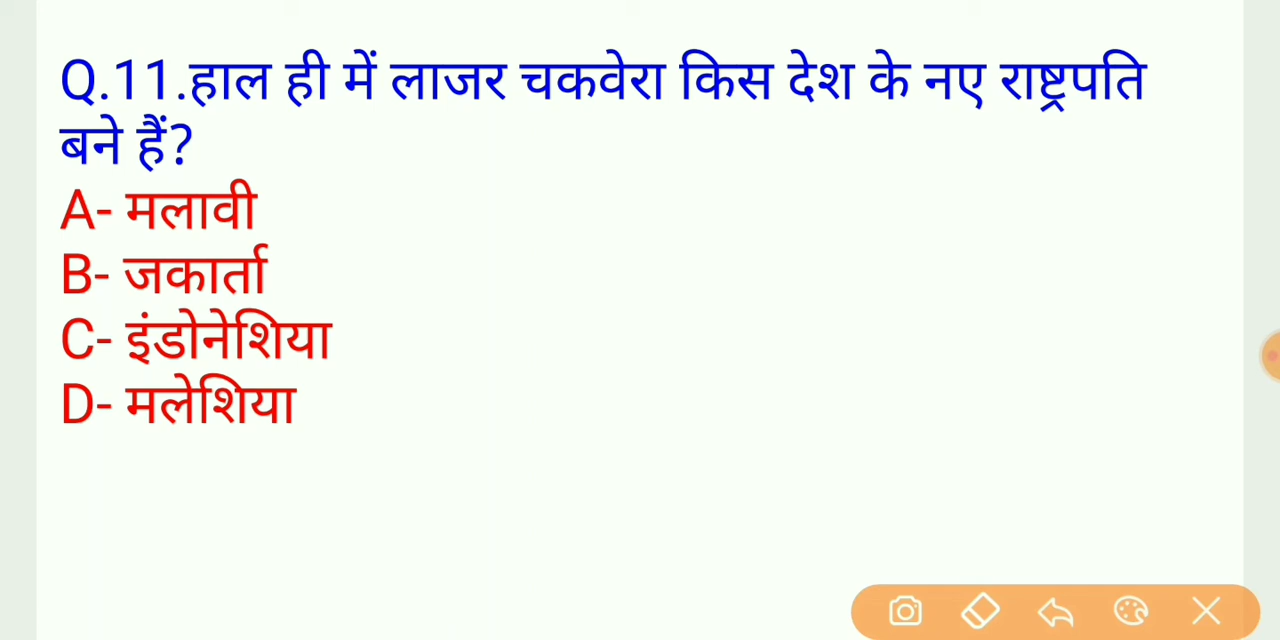 Q.11.हाल ही में लाजर चकवेरा किस देश के नए राष्ट्रपति
बने हैं?
A- मलावी
B- जकार्ता
C- इंडोनेशिया
D- मलेशिया